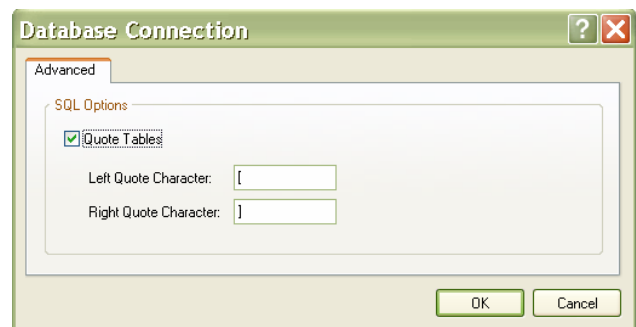 Database Connection
?
Advanced
SQL Options
Quote Tables
Left Quote Character: [
Right Quote Character: ]
OK Cancel